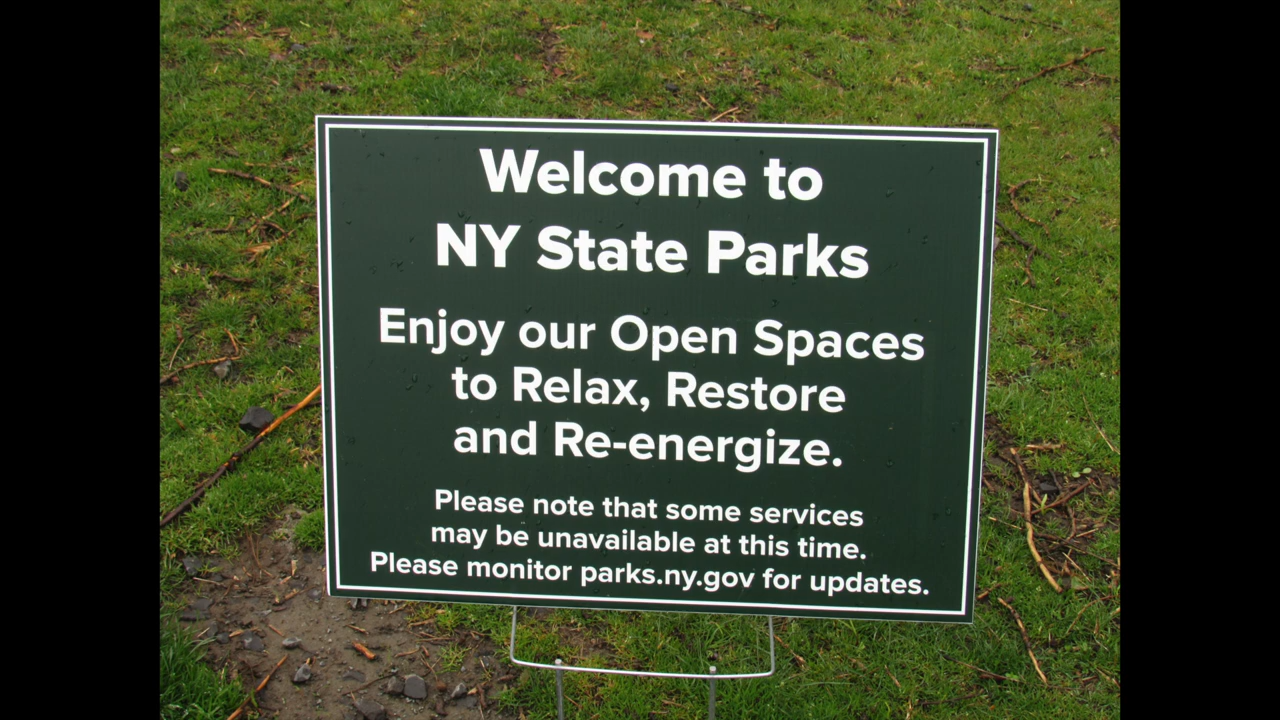 Welcome to
NY State Parks
Enjoy our Open Spaces
to Relax, Restore
and Re-energize.
Please note that some services
may be unavailable at this time.
Please monitor parks.ny.gov for updates.